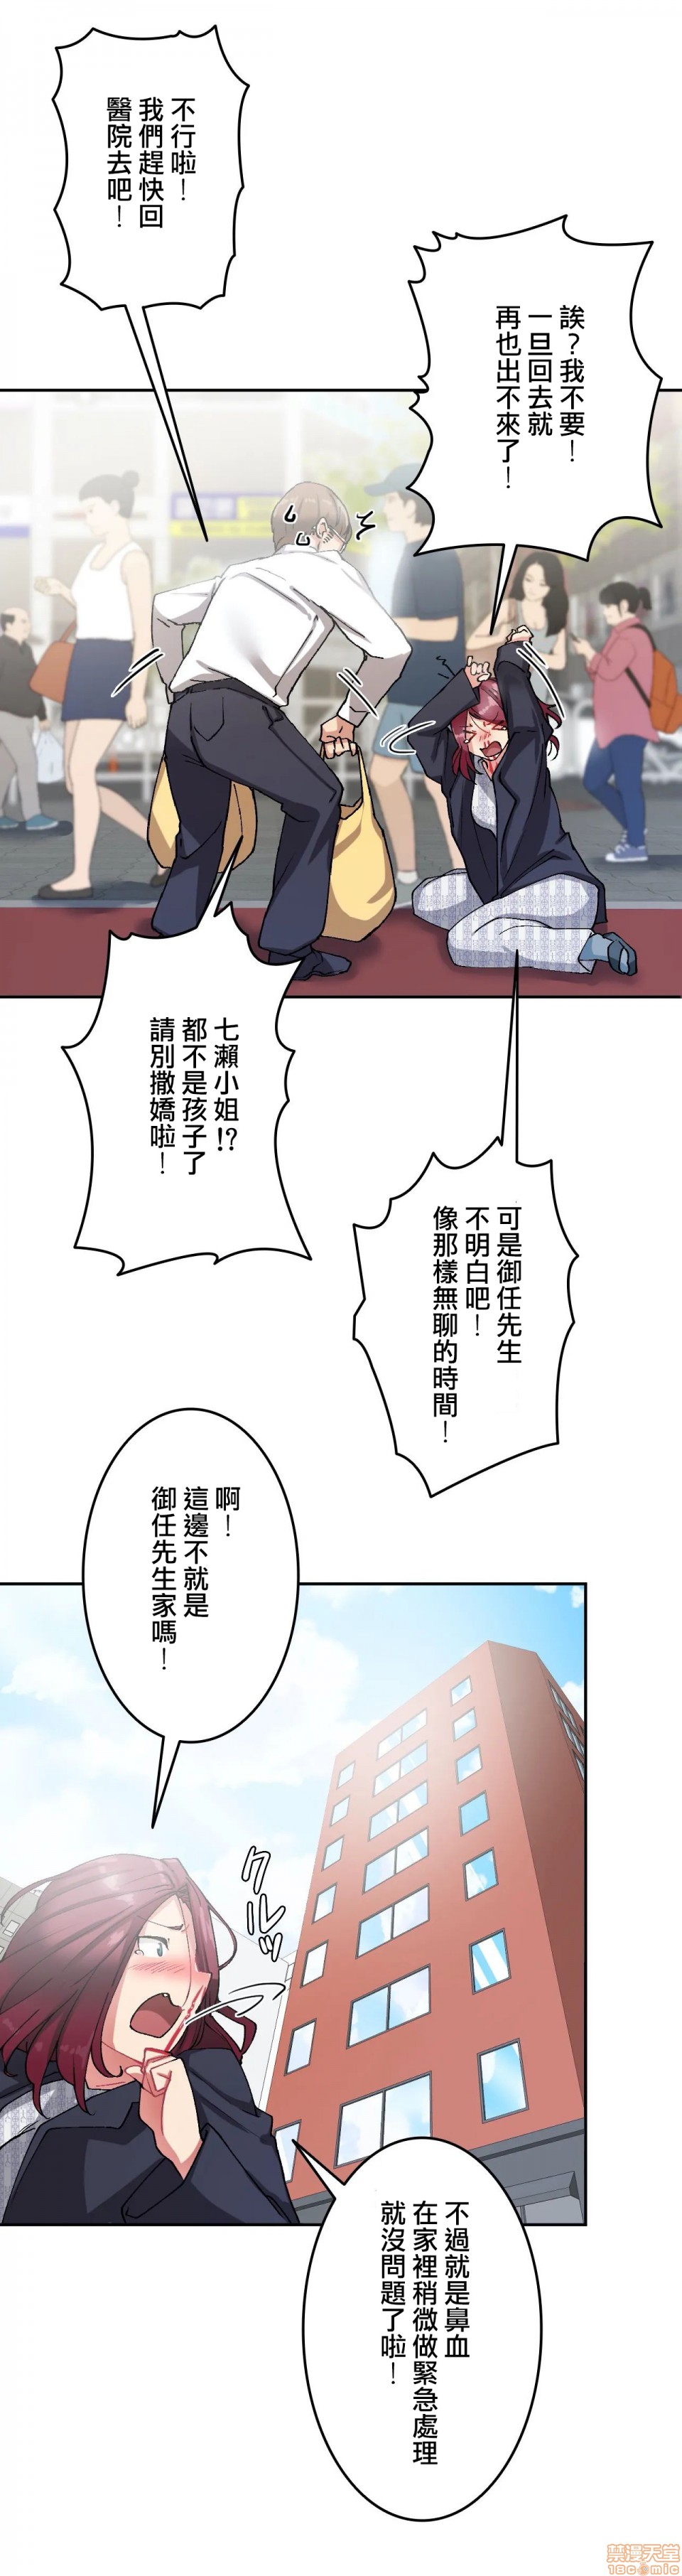 不行啦！
我們趕快回
醫院去吧！
誒？我不要！
一旦回去就
再也出不來了！
七瀨小姐!?
都不是孩子了
請別撒嬌啦！
可是御任先生
不明白吧！
像那樣無聊的時間！
啊！
這邊不就是
御任先生家嗎！
クルッ
不過就是鼻血
在家裡稍微做緊急處理
就沒問題了啦！
禁漫天堂
18comic